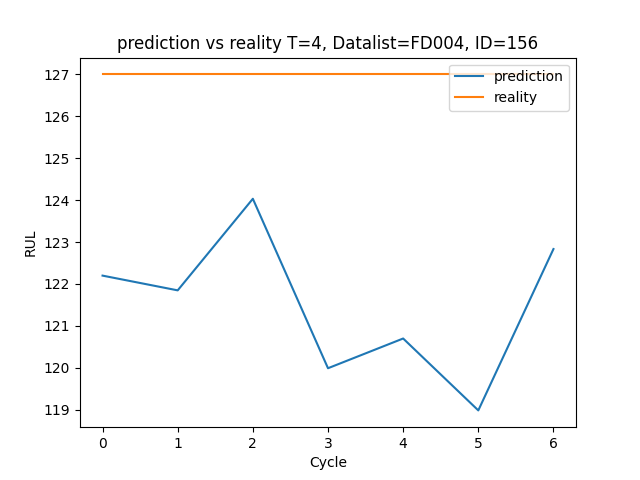 prediction vs reality T=4, Datalist=FD004, ID=156
127
126
125
124
123
122
121
120
119
RUL
prediction
reality
0 1 2 3 4 5 6
Cycle